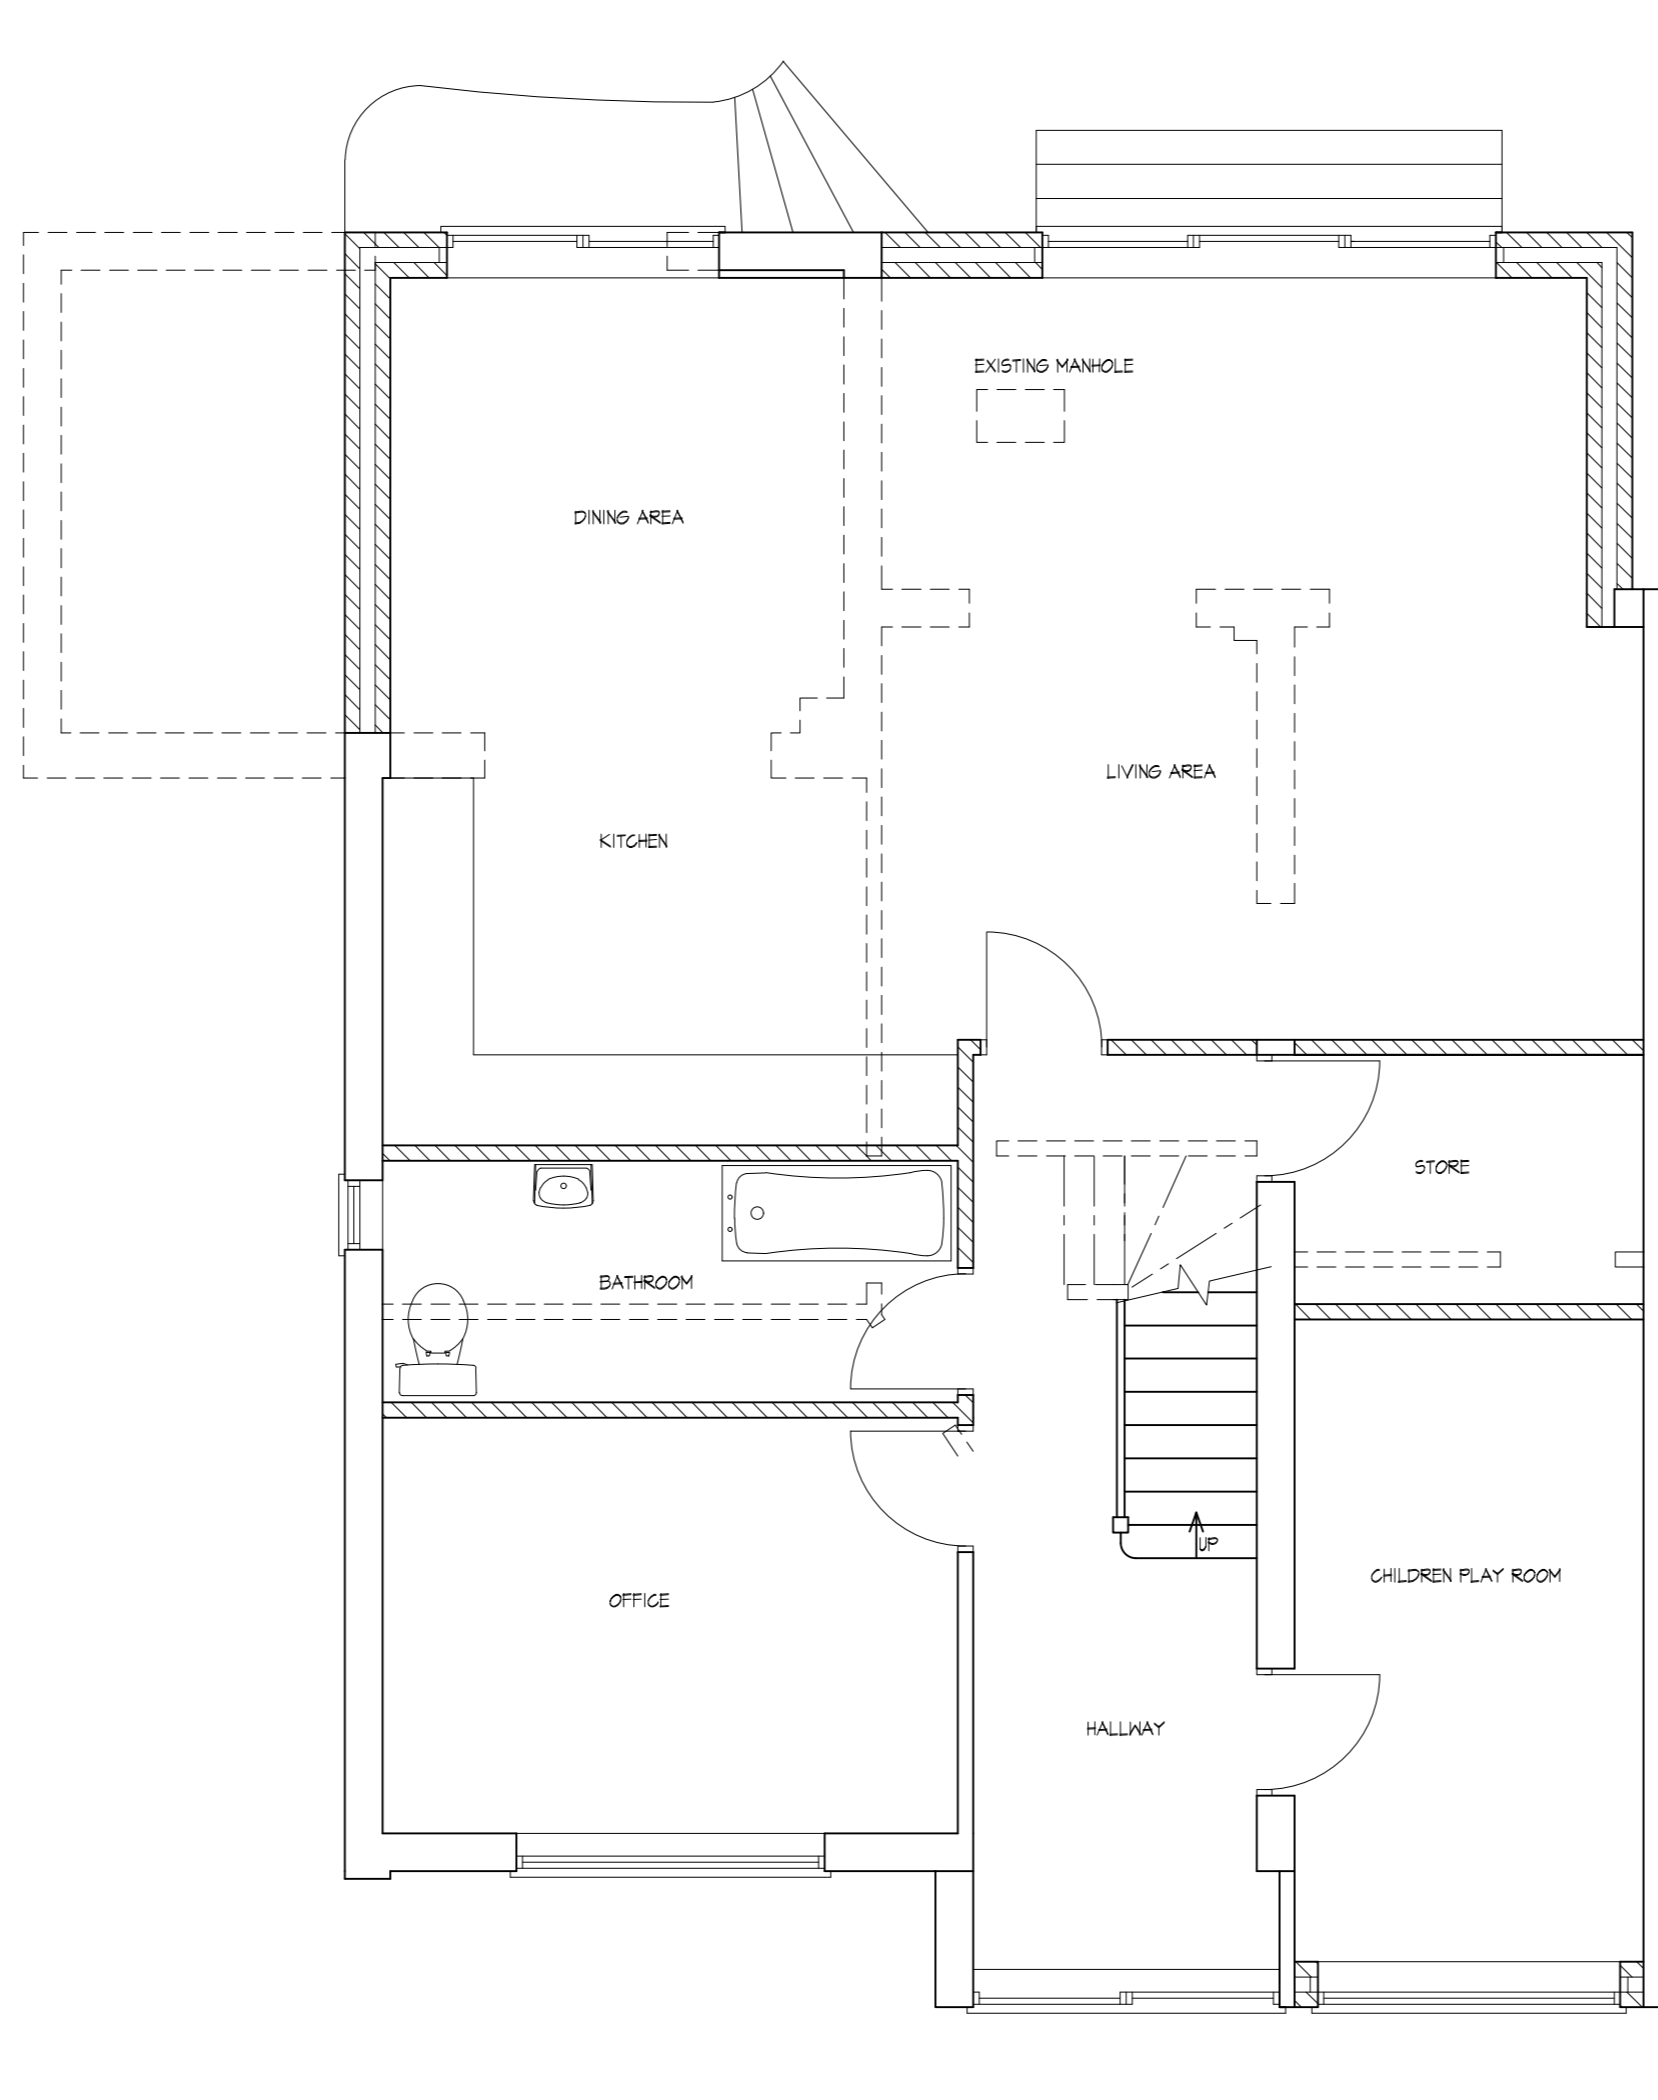 EXISTING MANHOLE
DINING AREA
LIVING AREA
KITCHEN
STORE
BATHROOM
UP
CHILDREN PLAY ROOM
OFFICE
HALLWAY